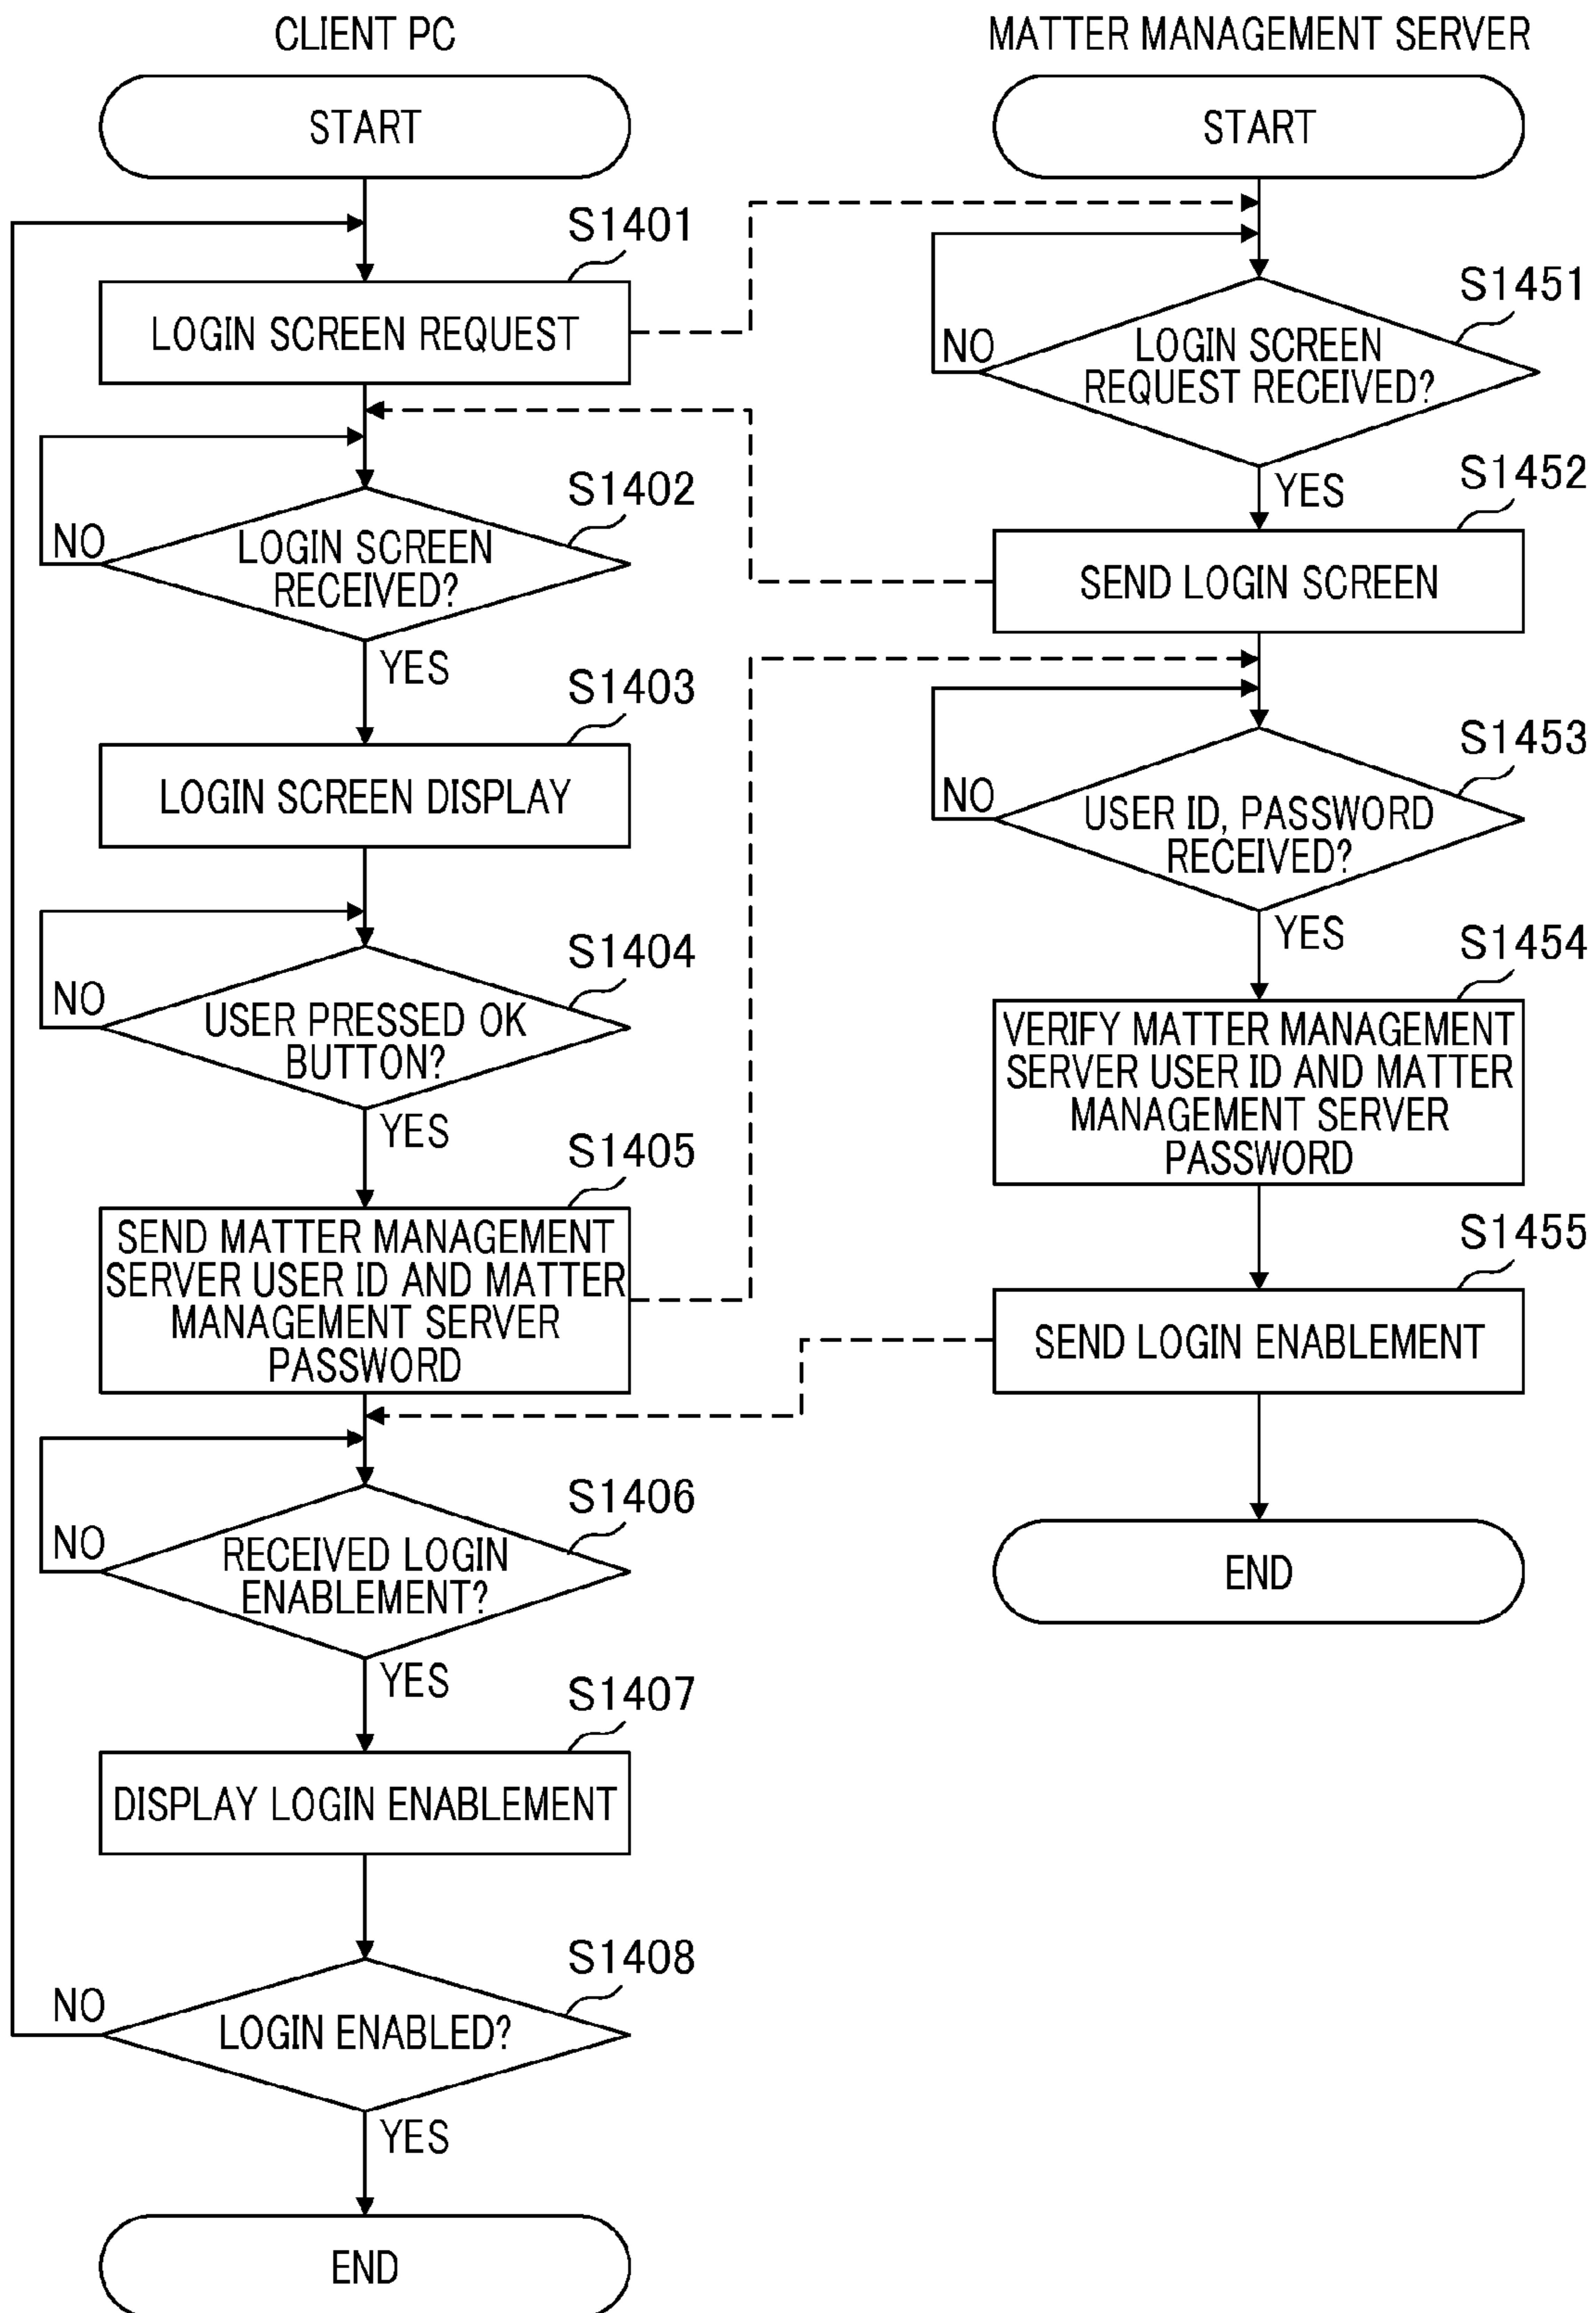 CLIENT PC
START
S1401
LOGIN SCREEN REQUEST
S1402
NO
LOGIN SCREEN
RECEIVED?
YES
S1403
LOGIN SCREEN DISPLAY
S1404
NO
USER PRESSED OK
BUTTON?
YES
S1405
SEND MATTER MANAGEMENT
SERVER USER ID AND MATTER
MANAGEMENT SERVER
PASSWORD
S1406
NO
RECEIVED LOGIN
ENABLEMENT?
YES
S1407
DISPLAY LOGIN ENABLEMENT
S1408
NO
LOGIN ENABLED?
YES
END
MATTER MANAGEMENT SERVER
START
S1451
NO
LOGIN SCREEN
REQUEST RECEIVED?
YES
S1452
SEND LOGIN SCREEN
S1453
NO
USER ID, PASSWORD
RECEIVED?
YES
S1454
VERIFY MATTER MANAGEMENT
SERVER USER ID AND MATTER
MANAGEMENT SERVER
PASSWORD
S1455
SEND LOGIN ENABLEMENT
END